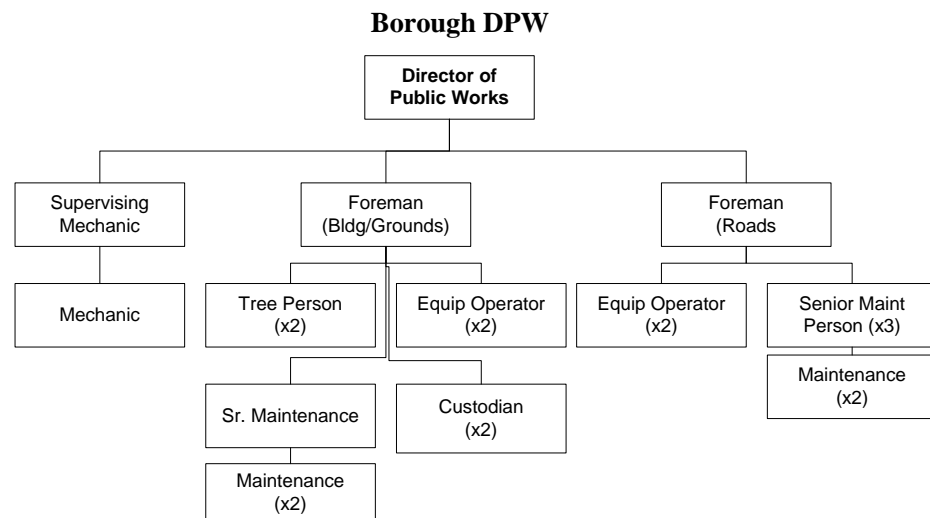 Borough DPW
Director of
Public Works
Supervising
Mechanic
Foreman
(Bldg/Grounds)
Foreman
(Roads
Mechanic
Tree Person
(x2)
Equip Operator
(x2)
Equip Operator
(x2)
Senior Maint
Person (x3)
Maintenance
(x2)
Sr. Maintenance
Custodian
(x2)
Maintenance
(x2)